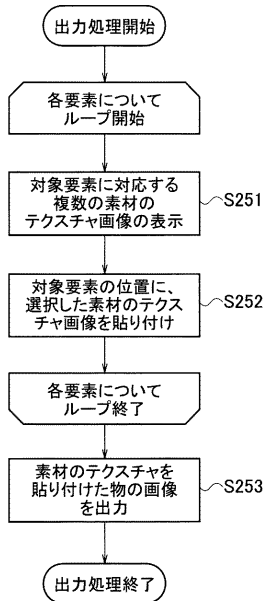 出力処理開始
各要素について
ループ開始
対象要素に対応する
複数の素材の
テクスチャ画像の表示
S251
対象要素の位置に、
選択した素材のテクス
チャ画像を貼り付け
S252
各要素について
ループ終了
素材のテクスチャを
貼り付けた物の画像
を出力
S253
出力処理終了